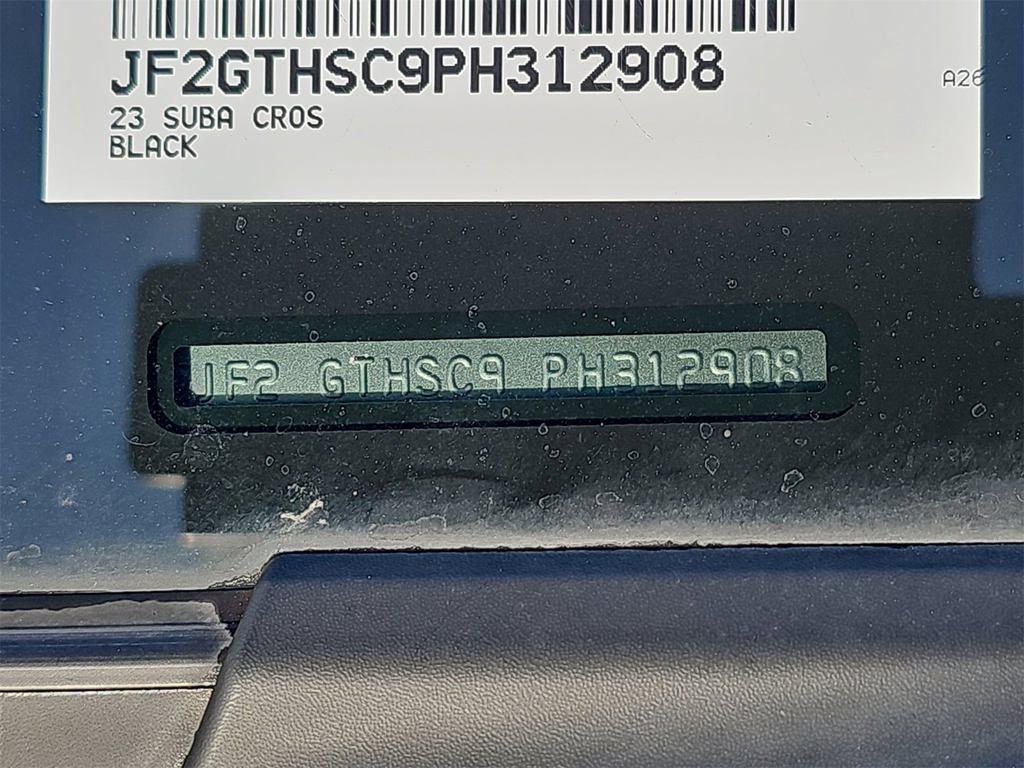 JF2GTHSC9PH312908
A26
23 SUBA CROS
BLACK
JF2 GTHSC9 PH312908